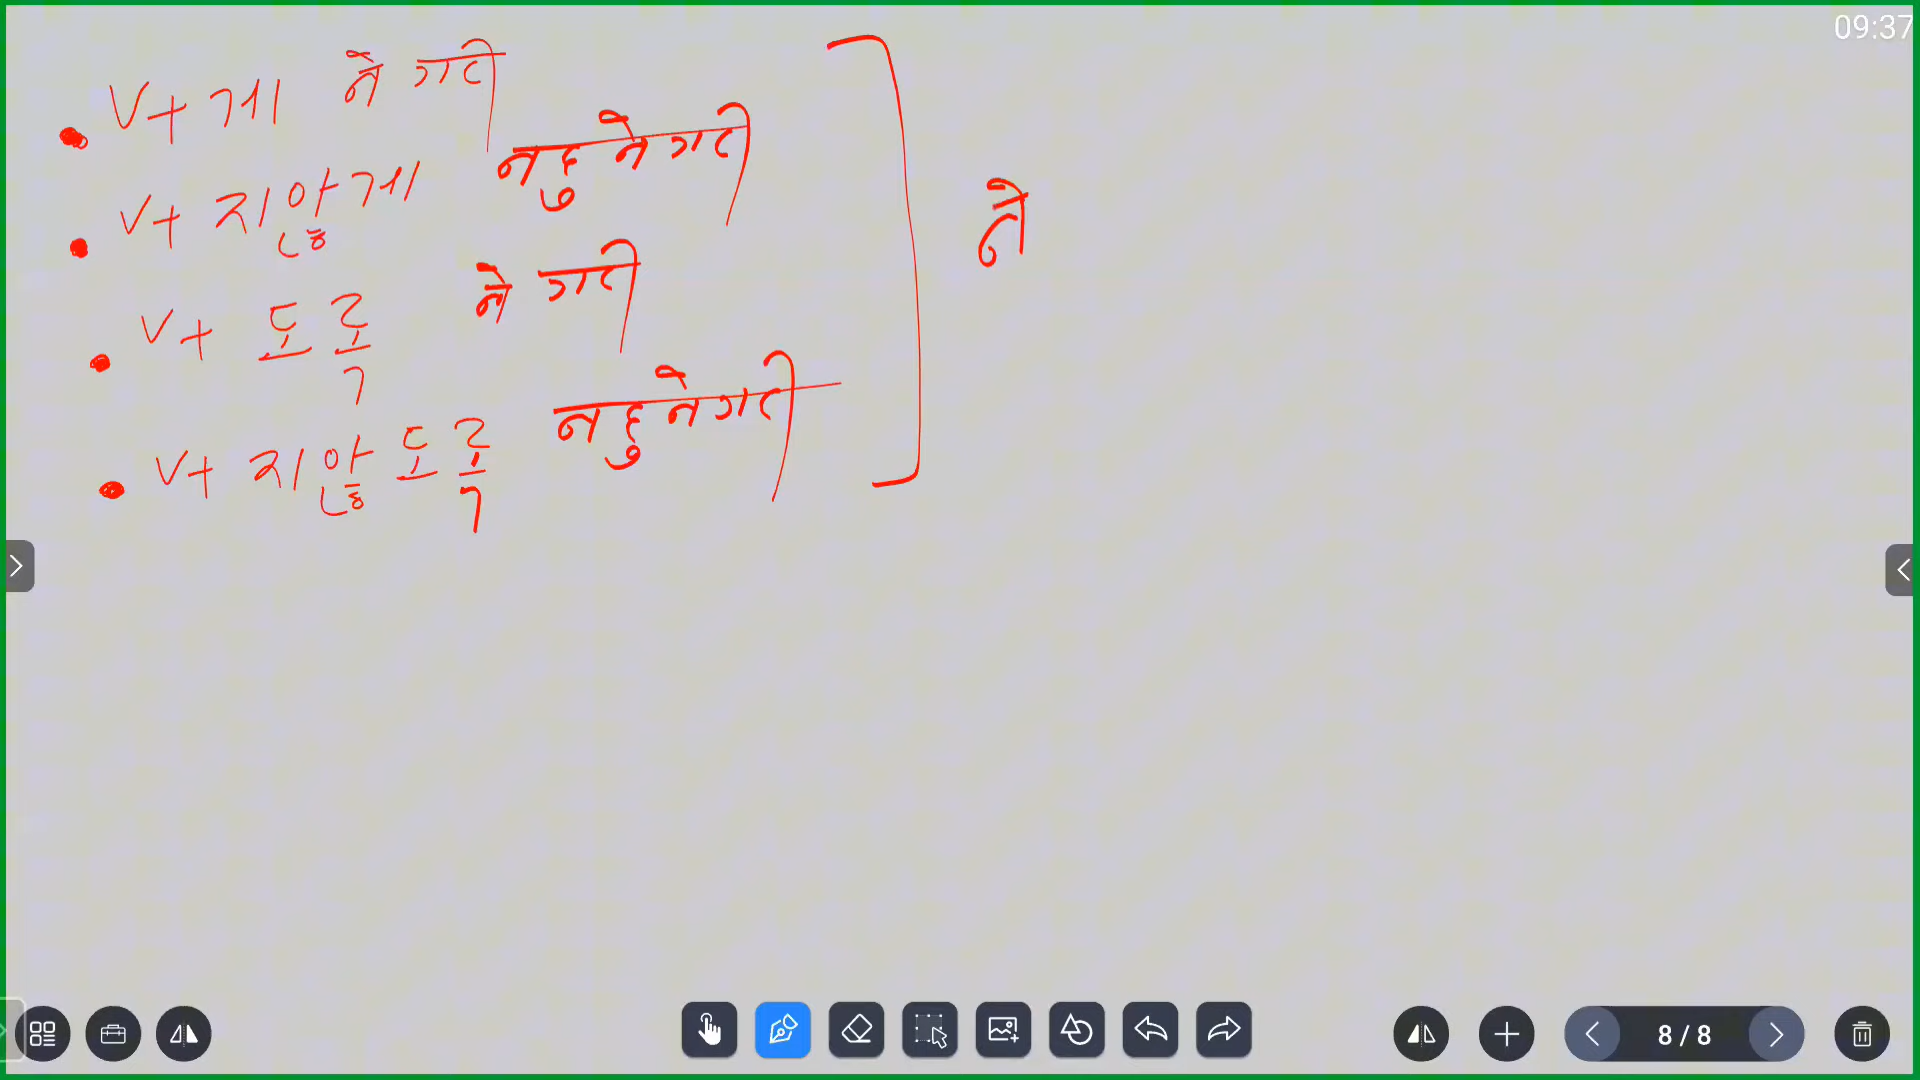 09:37
V+ 게 ने गरी
V+ 지않게 नहुने गरी
V+ 도록 ने गरी
V+ 지않도록 नहुने गरी
ने
8 / 8